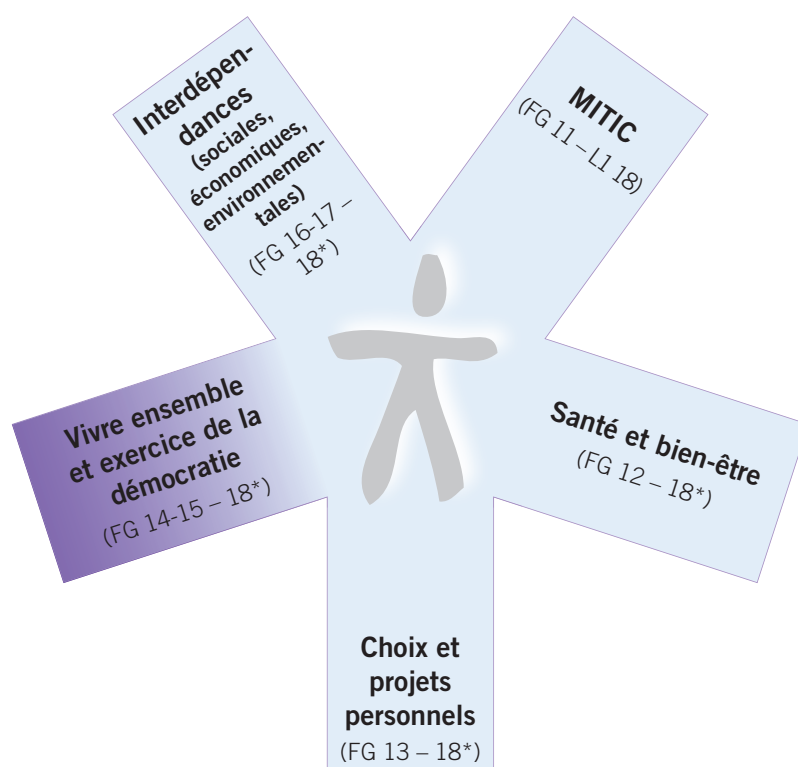 Interdépen-
dances
(sociales,
économiques,
environnemen-
tales)
(FG 16-17 –
18*)
MITIC
(FG 11 – L1 18)
Vivre ensemble
et exercice de la
démocratie
(FG 14-15 – 18*)
Santé et bien-être
(FG 12 – 18*)
Choix et
projets
personnels
(FG 13 – 18*)